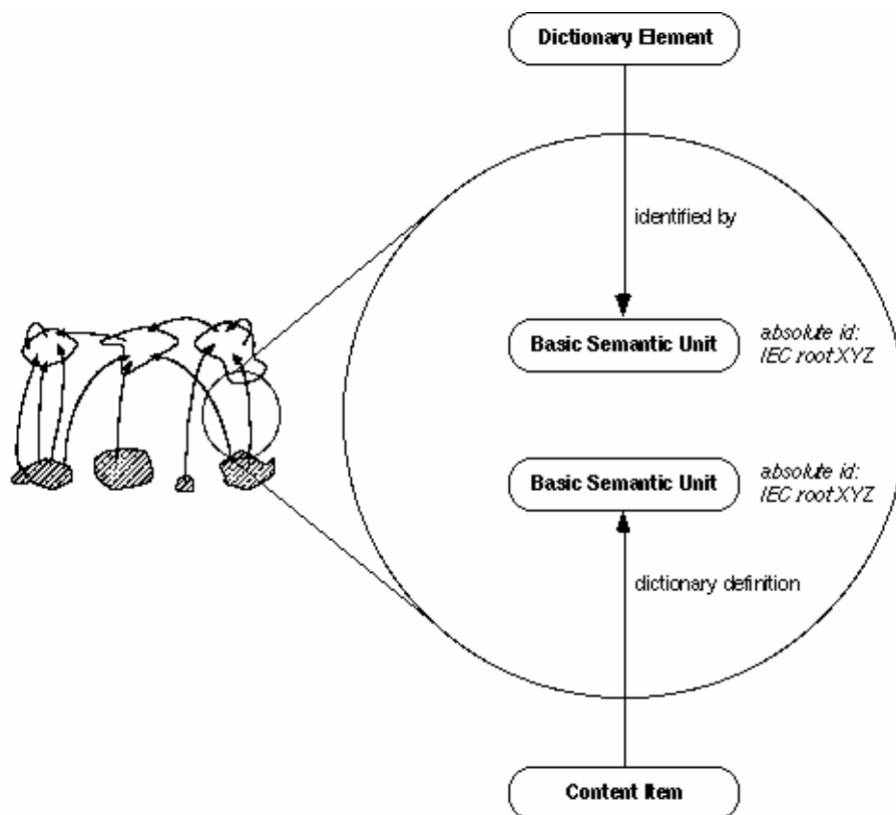 Dictionary Element
identified by
Basic Semantic Unit
absolute id:
IEC root XYZ
Basic Semantic Unit
absolute id:
IEC root XYZ
dictionary definition
Content Item